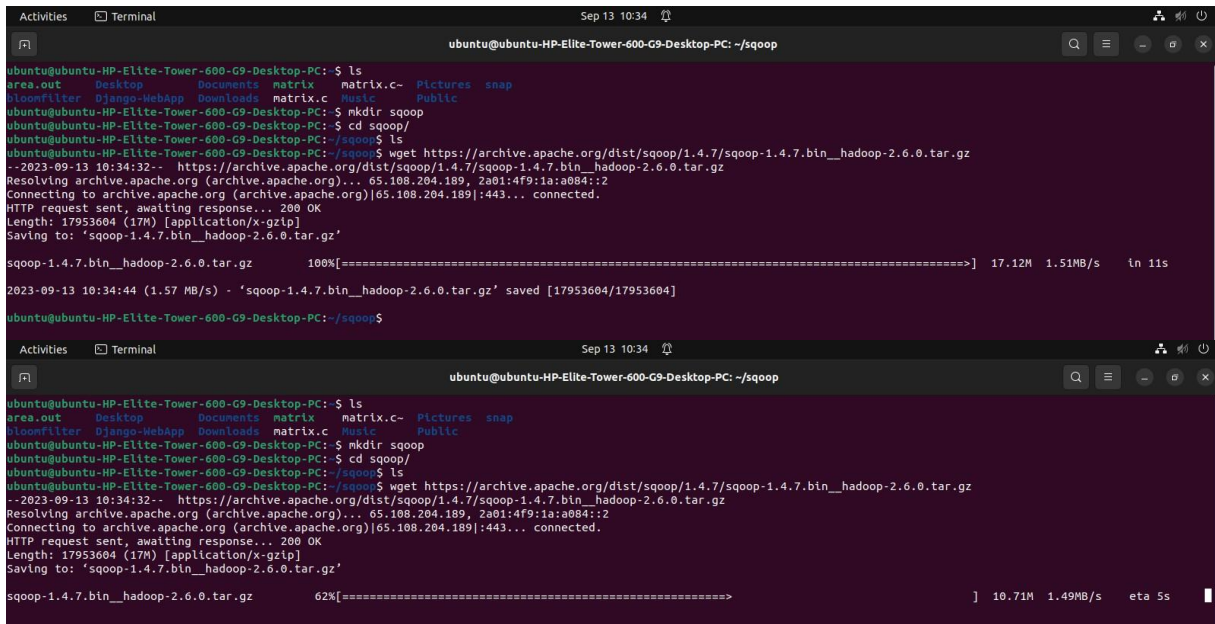 Activities Terminal Sep 13 10:34
ubuntu@ubuntu-HP-Elite-Tower-600-G9-Desktop-PC: ~/sqoop
ubuntu@ubuntu-HP-Elite-Tower-600-G9-Desktop-PC:~$ ls
area.out Desktop Documents matrix matrix.c~ Pictures snap
bloomfilter Django-WebApp Downloads matrix.c Music Public
ubuntu@ubuntu-HP-Elite-Tower-600-G9-Desktop-PC:~$ mkdir sqoop
ubuntu@ubuntu-HP-Elite-Tower-600-G9-Desktop-PC:~$ cd sqoop/
ubuntu@ubuntu-HP-Elite-Tower-600-G9-Desktop-PC:~/sqoop$ ls
ubuntu@ubuntu-HP-Elite-Tower-600-G9-Desktop-PC:~/sqoop$ wget https://archive.apache.org/dist/sqoop/1.4.7/sqoop-1.4.7.bin__hadoop-2.6.0.tar.gz
--2023-09-13 10:34:32-- https://archive.apache.org/dist/sqoop/1.4.7/sqoop-1.4.7.bin__hadoop-2.6.0.tar.gz
Resolving archive.apache.org (archive.apache.org)... 65.108.204.189, 2a01:4f9:1a:a084::2
Connecting to archive.apache.org (archive.apache.org)|65.108.204.189|:443... connected.
HTTP request sent, awaiting response... 200 OK
Length: 17953604 (17M) [application/x-gzip]
Saving to: ‘sqoop-1.4.7.bin__hadoop-2.6.0.tar.gz’
sqoop-1.4.7.bin__hadoop-2.6.0.tar.gz 100%[===================================================================================================>] 17.12M 1.51MB/s in 11s
2023-09-13 10:34:44 (1.57 MB/s) - ‘sqoop-1.4.7.bin__hadoop-2.6.0.tar.gz’ saved [17953604/17953604]
ubuntu@ubuntu-HP-Elite-Tower-600-G9-Desktop-PC:~/sqoop$
Activities Terminal Sep 13 10:34
ubuntu@ubuntu-HP-Elite-Tower-600-G9-Desktop-PC: ~/sqoop
ubuntu@ubuntu-HP-Elite-Tower-600-G9-Desktop-PC:~$ ls
area.out Desktop Documents matrix matrix.c~ Pictures snap
bloomfilter Django-WebApp Downloads matrix.c Music Public
ubuntu@ubuntu-HP-Elite-Tower-600-G9-Desktop-PC:~$ mkdir sqoop
ubuntu@ubuntu-HP-Elite-Tower-600-G9-Desktop-PC:~$ cd sqoop/
ubuntu@ubuntu-HP-Elite-Tower-600-G9-Desktop-PC:~/sqoop$ ls
ubuntu@ubuntu-HP-Elite-Tower-600-G9-Desktop-PC:~/sqoop$ wget https://archive.apache.org/dist/sqoop/1.4.7/sqoop-1.4.7.bin__hadoop-2.6.0.tar.gz
--2023-09-13 10:34:32-- https://archive.apache.org/dist/sqoop/1.4.7/sqoop-1.4.7.bin__hadoop-2.6.0.tar.gz
Resolving archive.apache.org (archive.apache.org)... 65.108.204.189, 2a01:4f9:1a:a084::2
Connecting to archive.apache.org (archive.apache.org)|65.108.204.189|:443... connected.
HTTP request sent, awaiting response... 200 OK
Length: 17953604 (17M) [application/x-gzip]
Saving to: ‘sqoop-1.4.7.bin__hadoop-2.6.0.tar.gz’
sqoop-1.4.7.bin__hadoop-2.6.0.tar.gz 62%[============================================================> ] 10.71M 1.49MB/s eta 5s